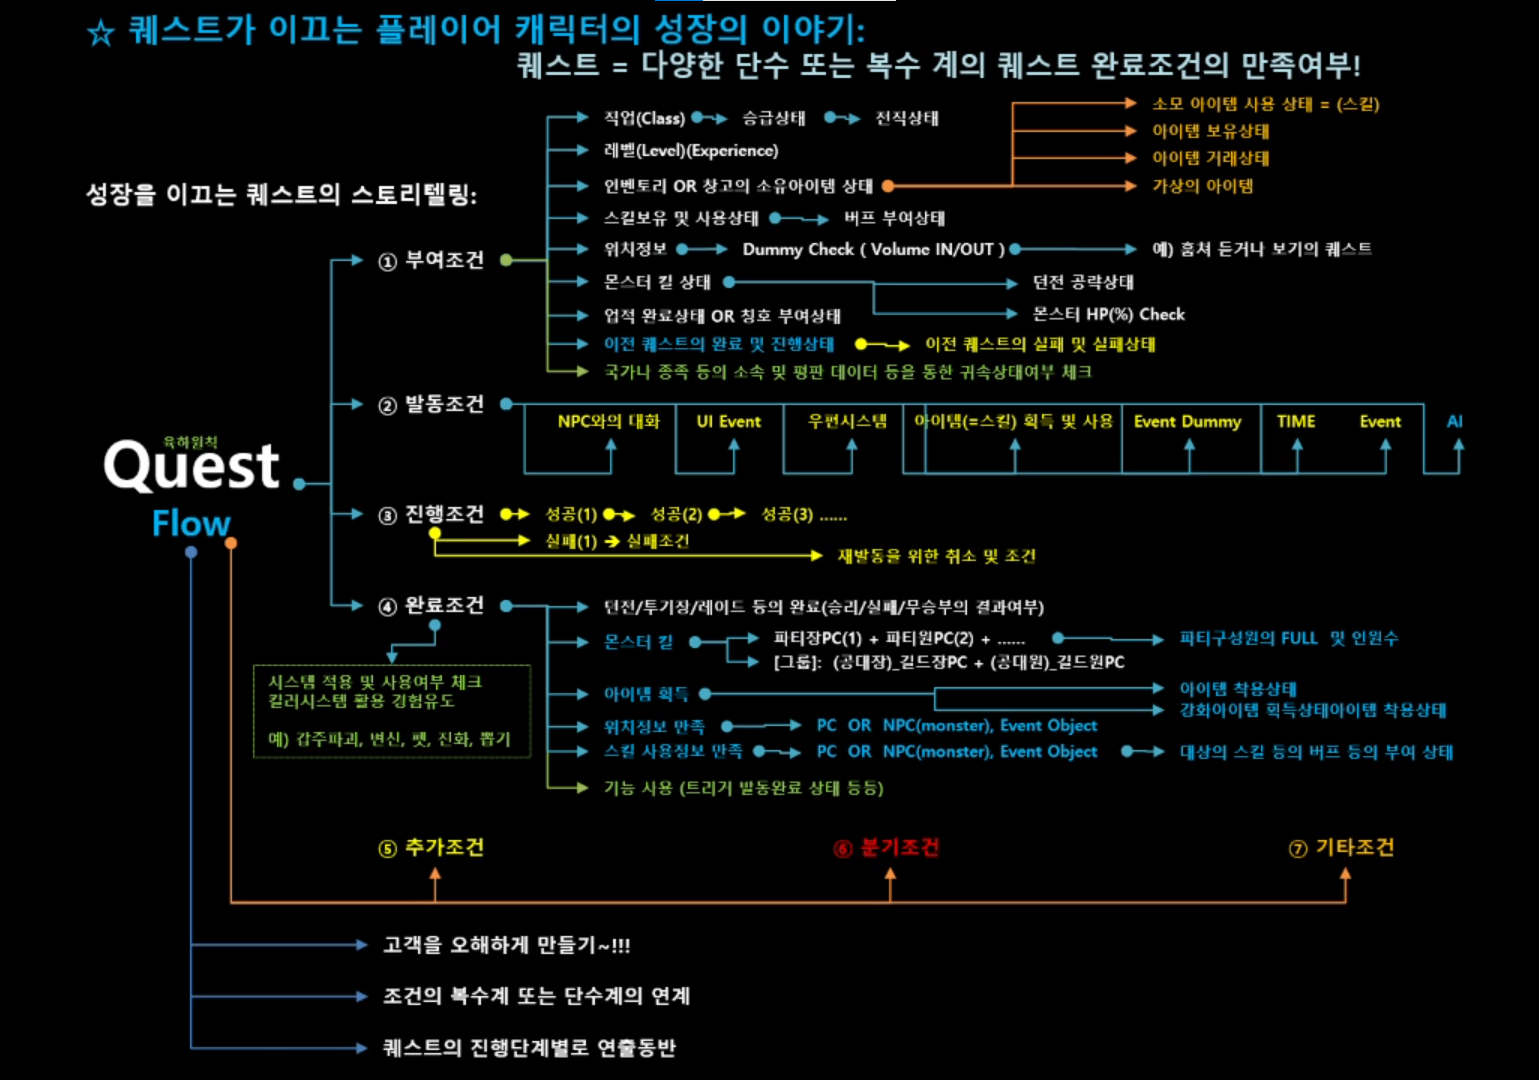 ☆ 퀘스트가 이끄는 플레이어 캐릭터의 성장의 이야기:
퀘스트 = 다양한 단수 또는 복수 계의 퀘스트 완료조건의 만족여부!
성장을 이끄는 퀘스트의 스토리텔링:
육하원칙
Quest
Flow
① 부여조건
직업(Class) 승급상태 전직상태
레벨(Level)(Experience)
인벤토리 OR 창고의 소유아이템 상태
소모 아이템 사용 상태 = (스킬)
아이템 보유상태
아이템 거래상태
가상의 아이템
스킬보유 및 사용상태 버프 부여상태
위치정보 Dummy Check ( Volume IN/OUT ) 예) 훔쳐 듣거나 보기의 퀘스트
몬스터 킬 상태 던전 공략상태
몬스터 HP(%) Check
업적 완료상태 OR 칭호 부여상태
이전 퀘스트의 완료 및 진행상태 이전 퀘스트의 실패 및 실패상태
국가나 종족 등의 소속 및 평판 데이터 등을 통한 귀속상태여부 체크
② 발동조건
NPC와의 대화 UI Event 우편시스템 아이템(=스킬) 획득 및 사용 Event Dummy TIME Event AI
③ 진행조건 성공(1) 성공(2) 성공(3) ......
실패(1) → 실패조건
재발동을 위한 취소 및 조건
④ 완료조건
던전/투기장/레이드 등의 완료(승리/실패/무승부의 결과여부)
몬스터 킬 파티장PC(1) + 파티원PC(2) + ...... 파티구성원의 FULL 및 인원수
[그룹]: (공대장)_길드장PC + (공대원)_길드원PC
아이템 획득 아이템 착용상태
강화아이템 획득상태아이템 착용상태
위치정보 만족 PC OR NPC(monster), Event Object
스킬 사용정보 만족 PC OR NPC(monster), Event Object 대상의 스킬 등의 버프 등의 부여 상태
기능 사용 (트리거 발동완료 상태 등등)
시스템 적용 및 사용여부 체크
킬러시스템 활용 경험유도
예) 갑주파괴, 변신, 펫, 진화, 뽑기
⑤ 추가조건 ⑥ 분기조건 ⑦ 기타조건
고객을 오해하게 만들기~!!!
조건의 복수계 또는 단수계의 연계
퀘스트의 진행단계별로 연출동반